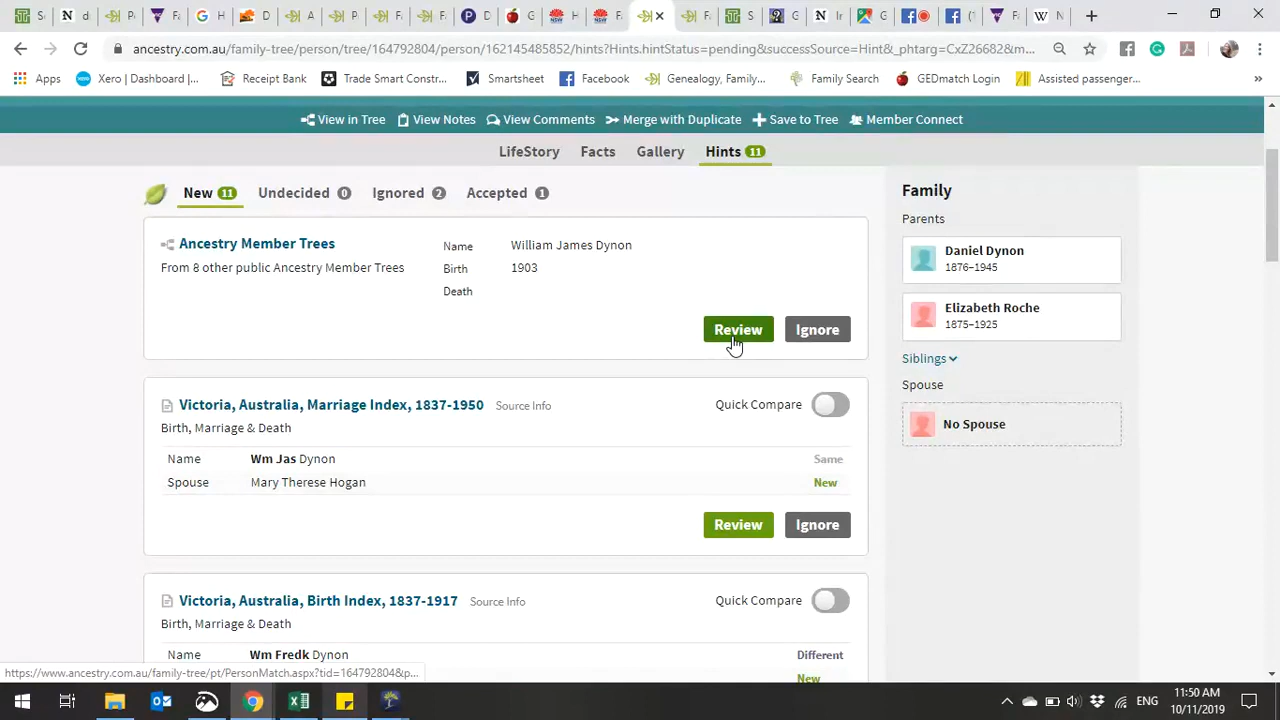 ancestry.com.au/family-tree/person/tree/164792804/person/162145485852/hints?Hints.hintStatus=pending&successSource=Hint&_phtarg=CxZ26682&m...
Apps
Xero | Dashboard |...
Receipt Bank
Trade Smart Constr...
Smartsheet
Facebook
Genealogy, Family...
Family Search
GEDmatch Login
Assisted passenger...
»
View in Tree
View Notes
View Comments
Merge with Duplicate
Save to Tree
Member Connect
LifeStory
Facts
Gallery
Hints 11
New 11
Undecided 0
Ignored 2
Accepted 1
Ancestry Member Trees
From 8 other public Ancestry Member Trees
Name William James Dynon
Birth 1903
Death
Review
Ignore
Victoria, Australia, Marriage Index, 1837-1950
Source Info
Quick Compare
Birth, Marriage & Death
Name Wm Jas Dynon Same
Spouse Mary Therese Hogan New
Review
Ignore
Victoria, Australia, Birth Index, 1837-1917
Source Info
Quick Compare
Birth, Marriage & Death
Name Wm Fredk Dynon Different
New
Family
Parents
Daniel Dynon
1876–1945
Elizabeth Roche
1875–1925
Siblings
Spouse
No Spouse
https://www.ancestry.com.au/family-tree/pt/PersonMatch.aspx?tid=164792804&p...
ENG
11:50 AM
10/11/2019